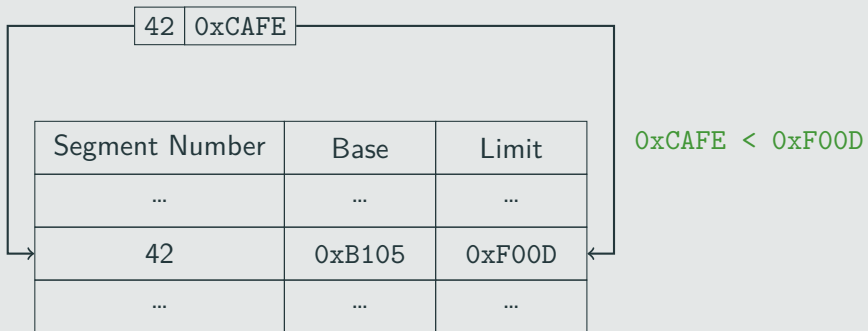 42 0xCAFE
Segment Number Base Limit
0xCAFE < 0xF00D
… … …
42 0xB105 0xF00D
… … …